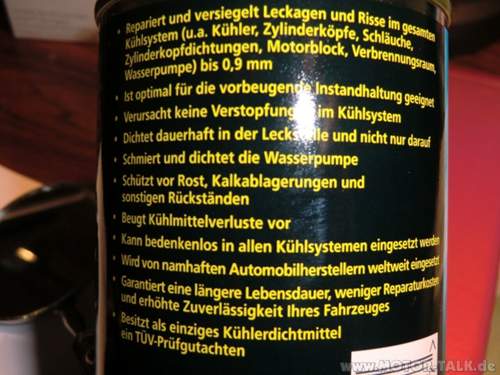 • Repariert und versiegelt Leckagen und Risse im gesamten
Kühlsystem (u.a. Kühler, Zylinderköpfe, Schläuche,
Zylinderkopfdichtungen, Motorblock, Verbrennungsraum,
Wasserpumpe) bis 0,9 mm
• Ist optimal für die vorbeugende Instandhaltung geeignet
• Verursacht keine Verstopfungen im Kühlsystem
• Dichtet dauerhaft in der Leckstelle und nicht nur darauf
• Schmiert und dichtet die Wasserpumpe
• Schützt vor Rost, Kalkablagerungen und
sonstigen Rückständen
• Beugt Kühlmittelverluste vor
• Kann bedenkenlos in allen Kühlsystemen eingesetzt werden
• Wird von namhaften Automobilherstellern weltweit eingesetzt
• Garantiert eine längere Lebensdauer, weniger Reparaturkosten
und erhöhte Zuverlässigkeit Ihres Fahrzeuges
• Besitzt als einziges Kühlerdichtmittel
ein TÜV-Prüfgutachten
www.MOTOR-TALK.de